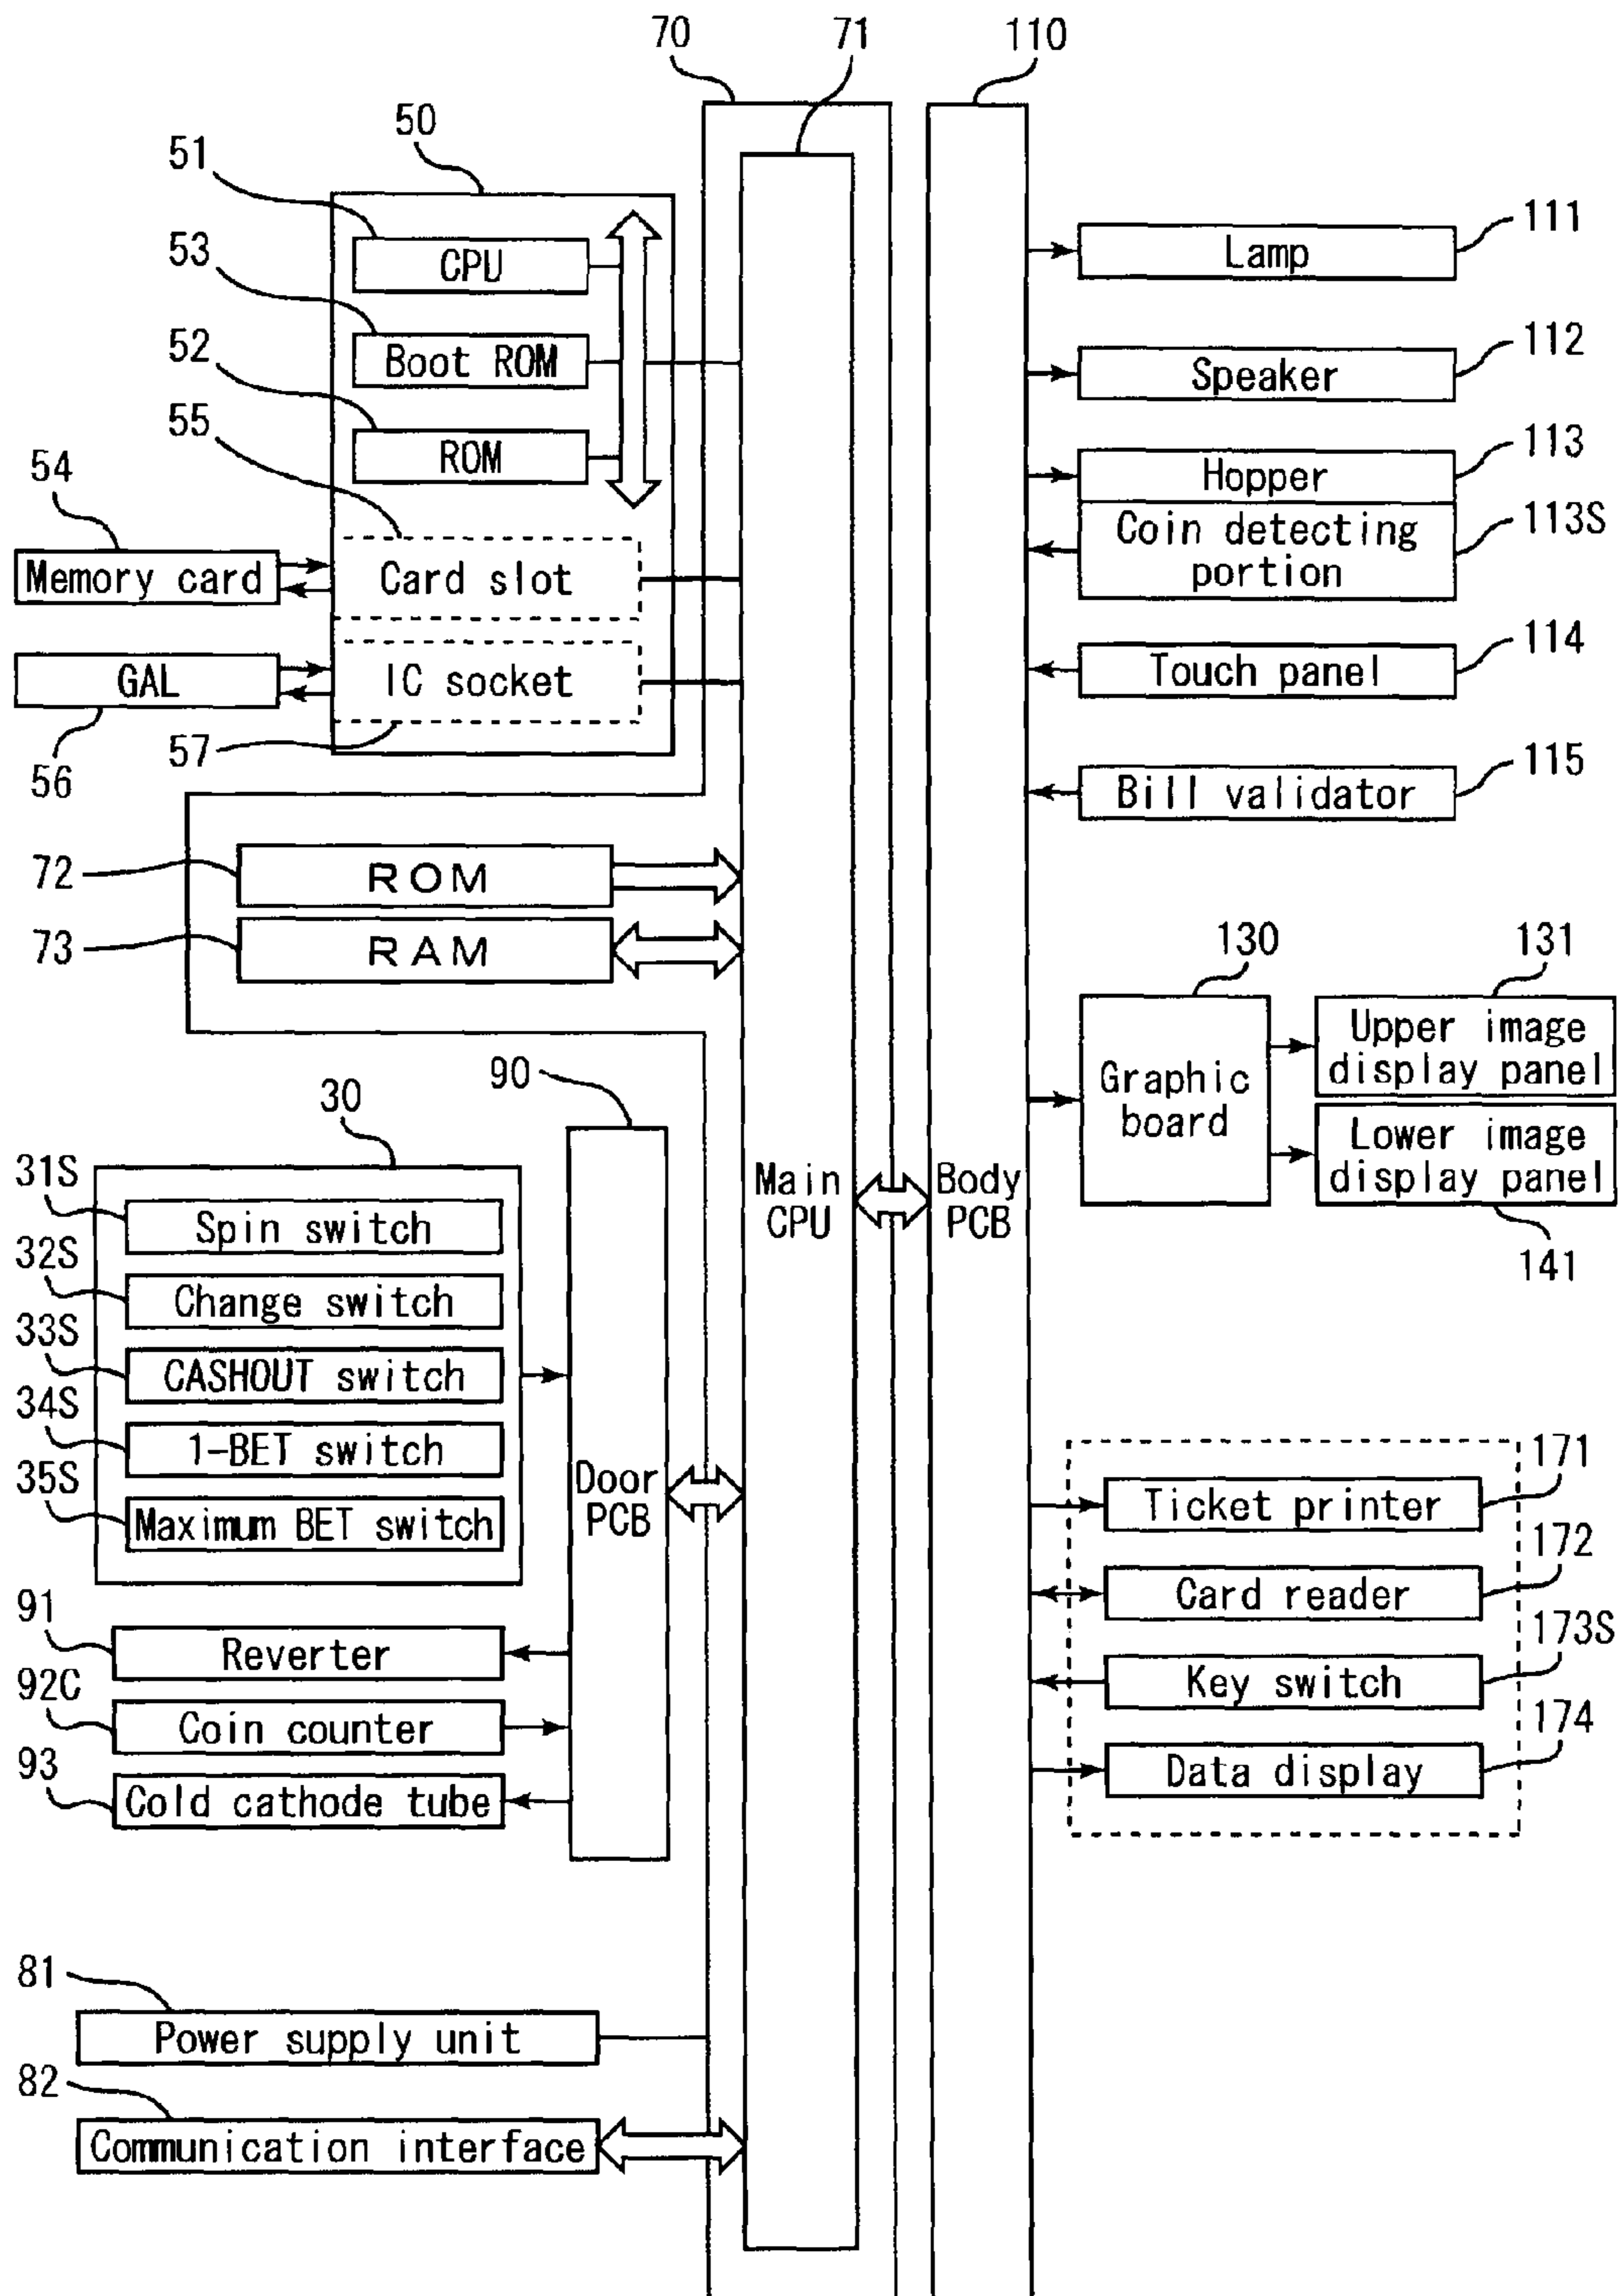 70
71
110
50
51
CPU
53
Boot ROM
52
ROM
55
54
Memory card
Card slot
GAL
IC socket
56
57
111
Lamp
112
Speaker
113
Hopper
113S
Coin detecting
portion
114
Touch panel
115
Bill validator
72
ROM
73
RAM
130
131
Graphic
board
Upper image
display panel
Lower image
display panel
141
90
30
31S
Spin switch
32S
Change switch
33S
CASHOUT switch
34S
1-BET switch
35S
Maximum BET switch
Door
PCB
Main
CPU
Body
PCB
91
Reverter
92C
Coin counter
93
Cold cathode tube
171
Ticket printer
172
Card reader
173S
Key switch
174
Data display
81
Power supply unit
82
Communication interface